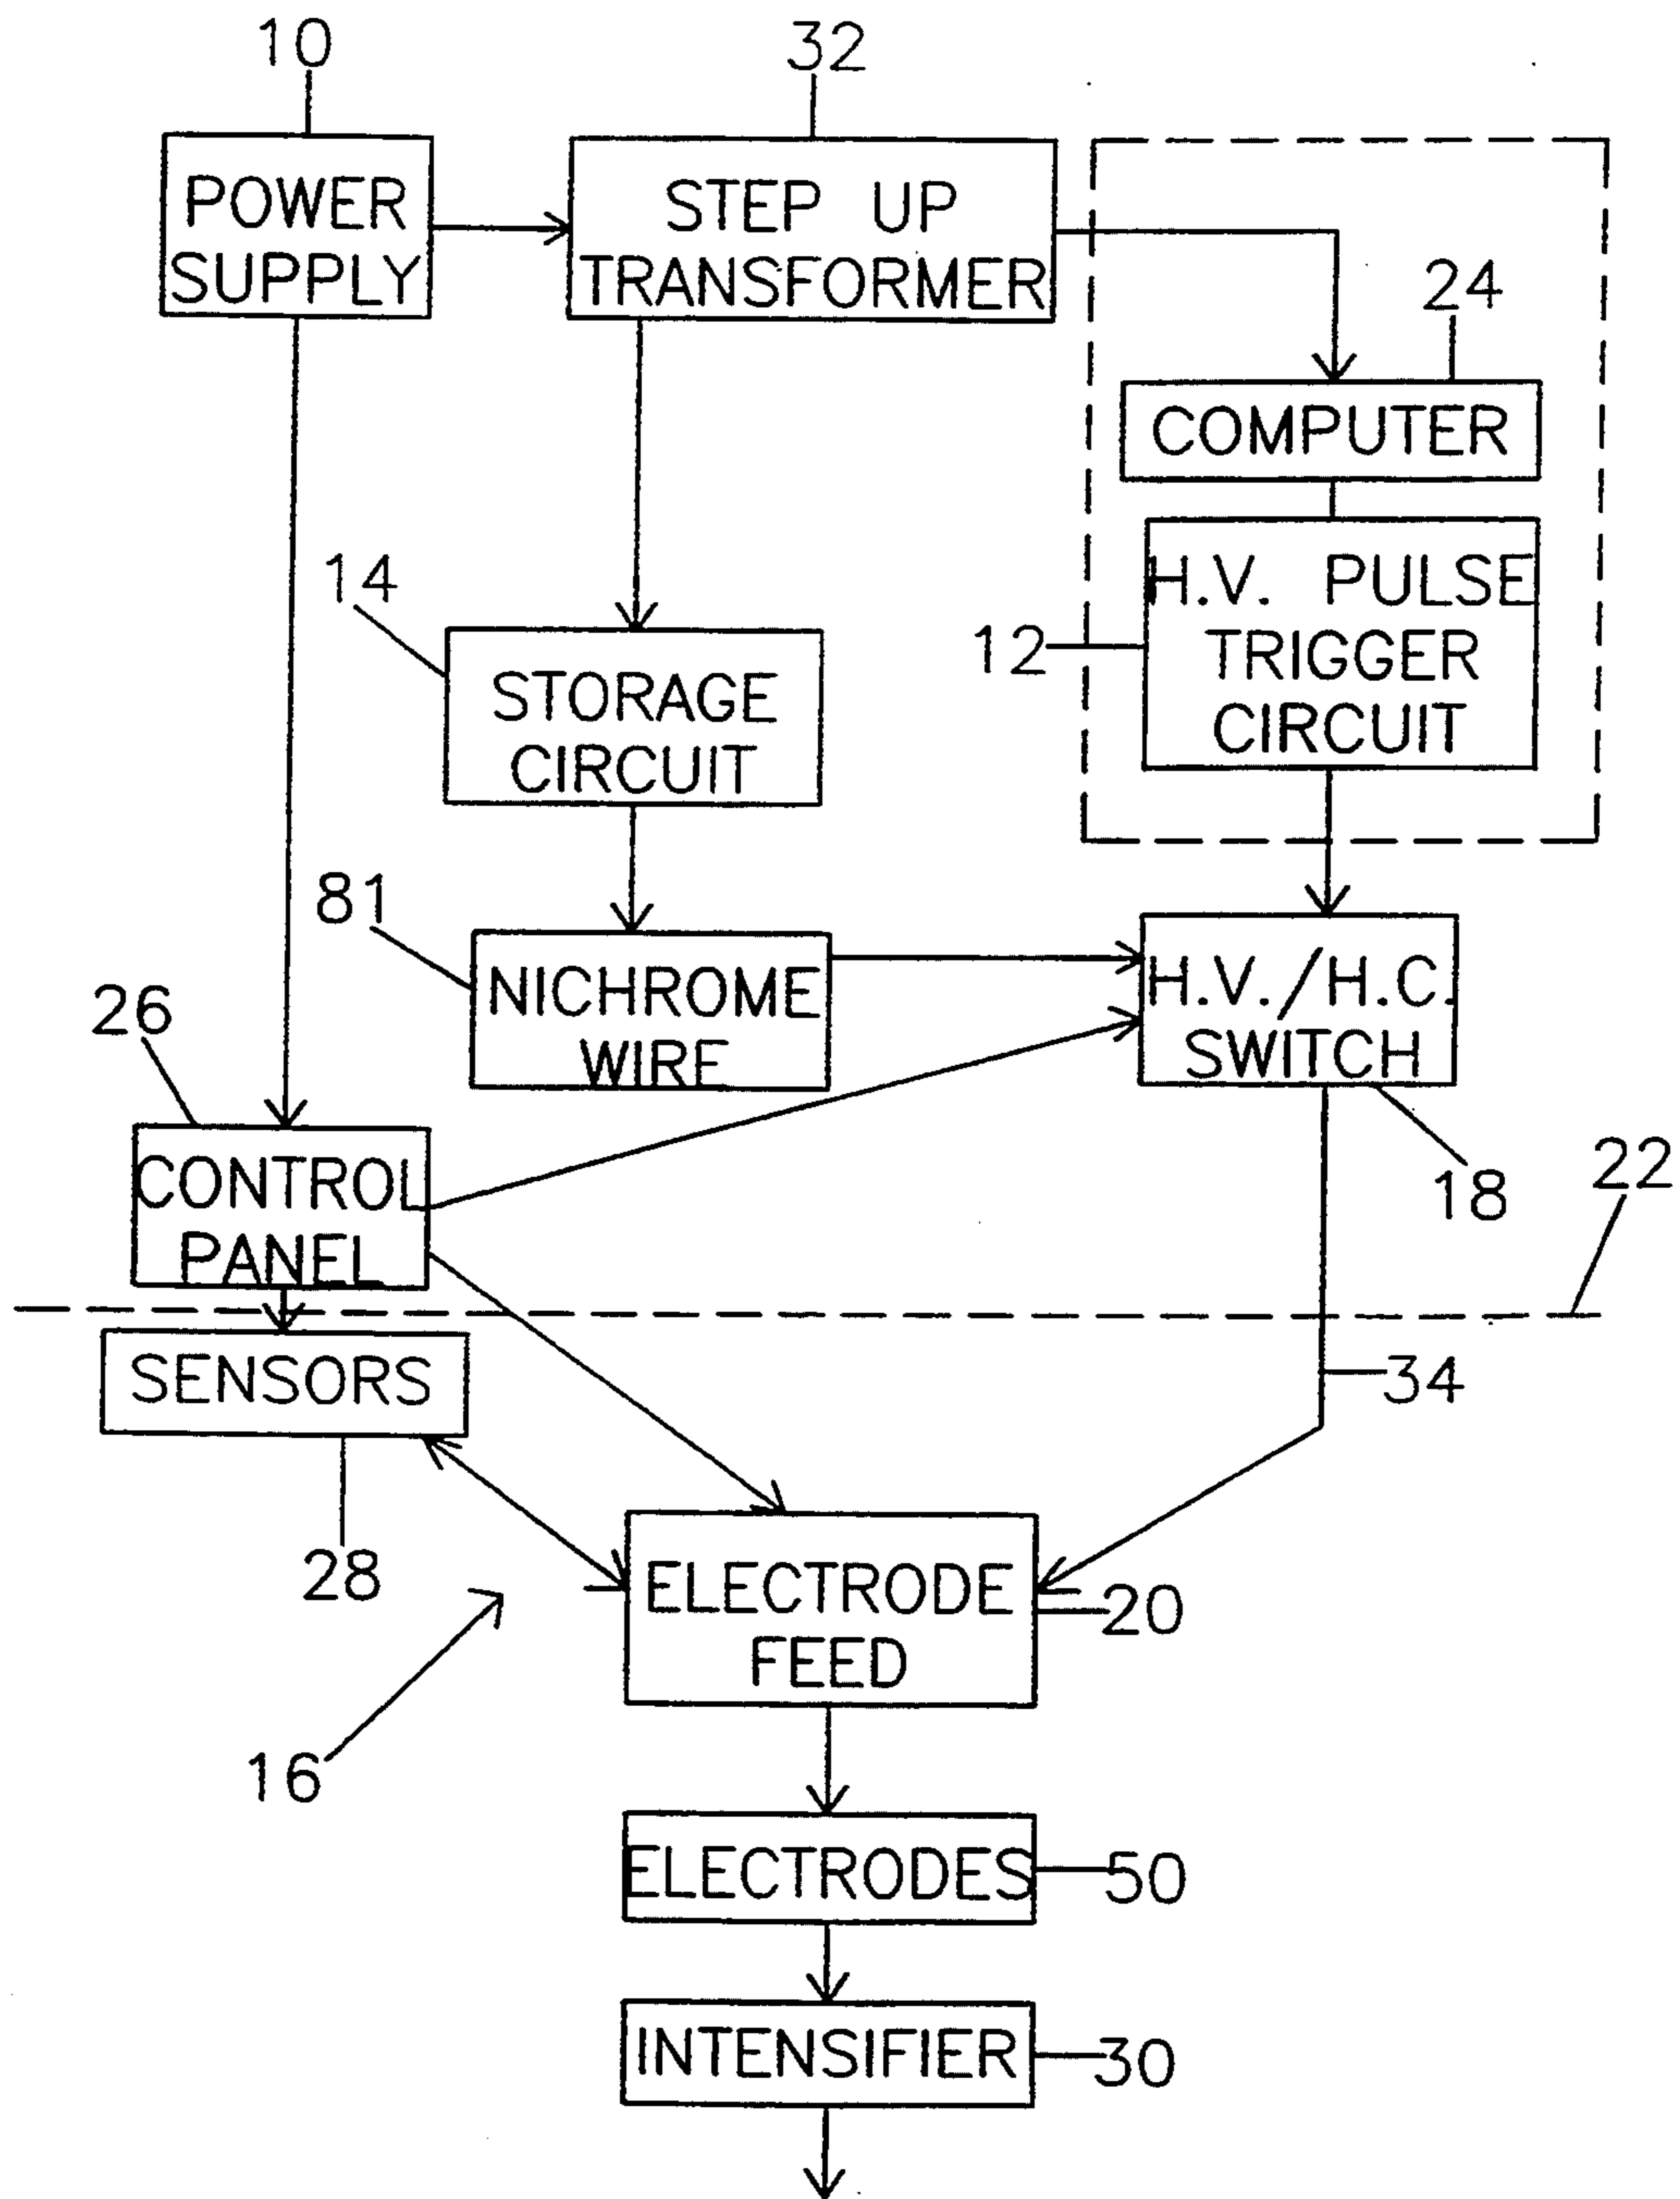 10
32
POWER
SUPPLY
STEP UP
TRANSFORMER
24
COMPUTER
14
H.V. PULSE
TRIGGER
CIRCUIT
12
STORAGE
CIRCUIT
81
NICHROME
WIRE
H.V./H.C.
SWITCH
26
18
22
CONTROL
PANEL
SENSORS
34
28
ELECTRODE
FEED
20
16
ELECTRODES
50
INTENSIFIER
30